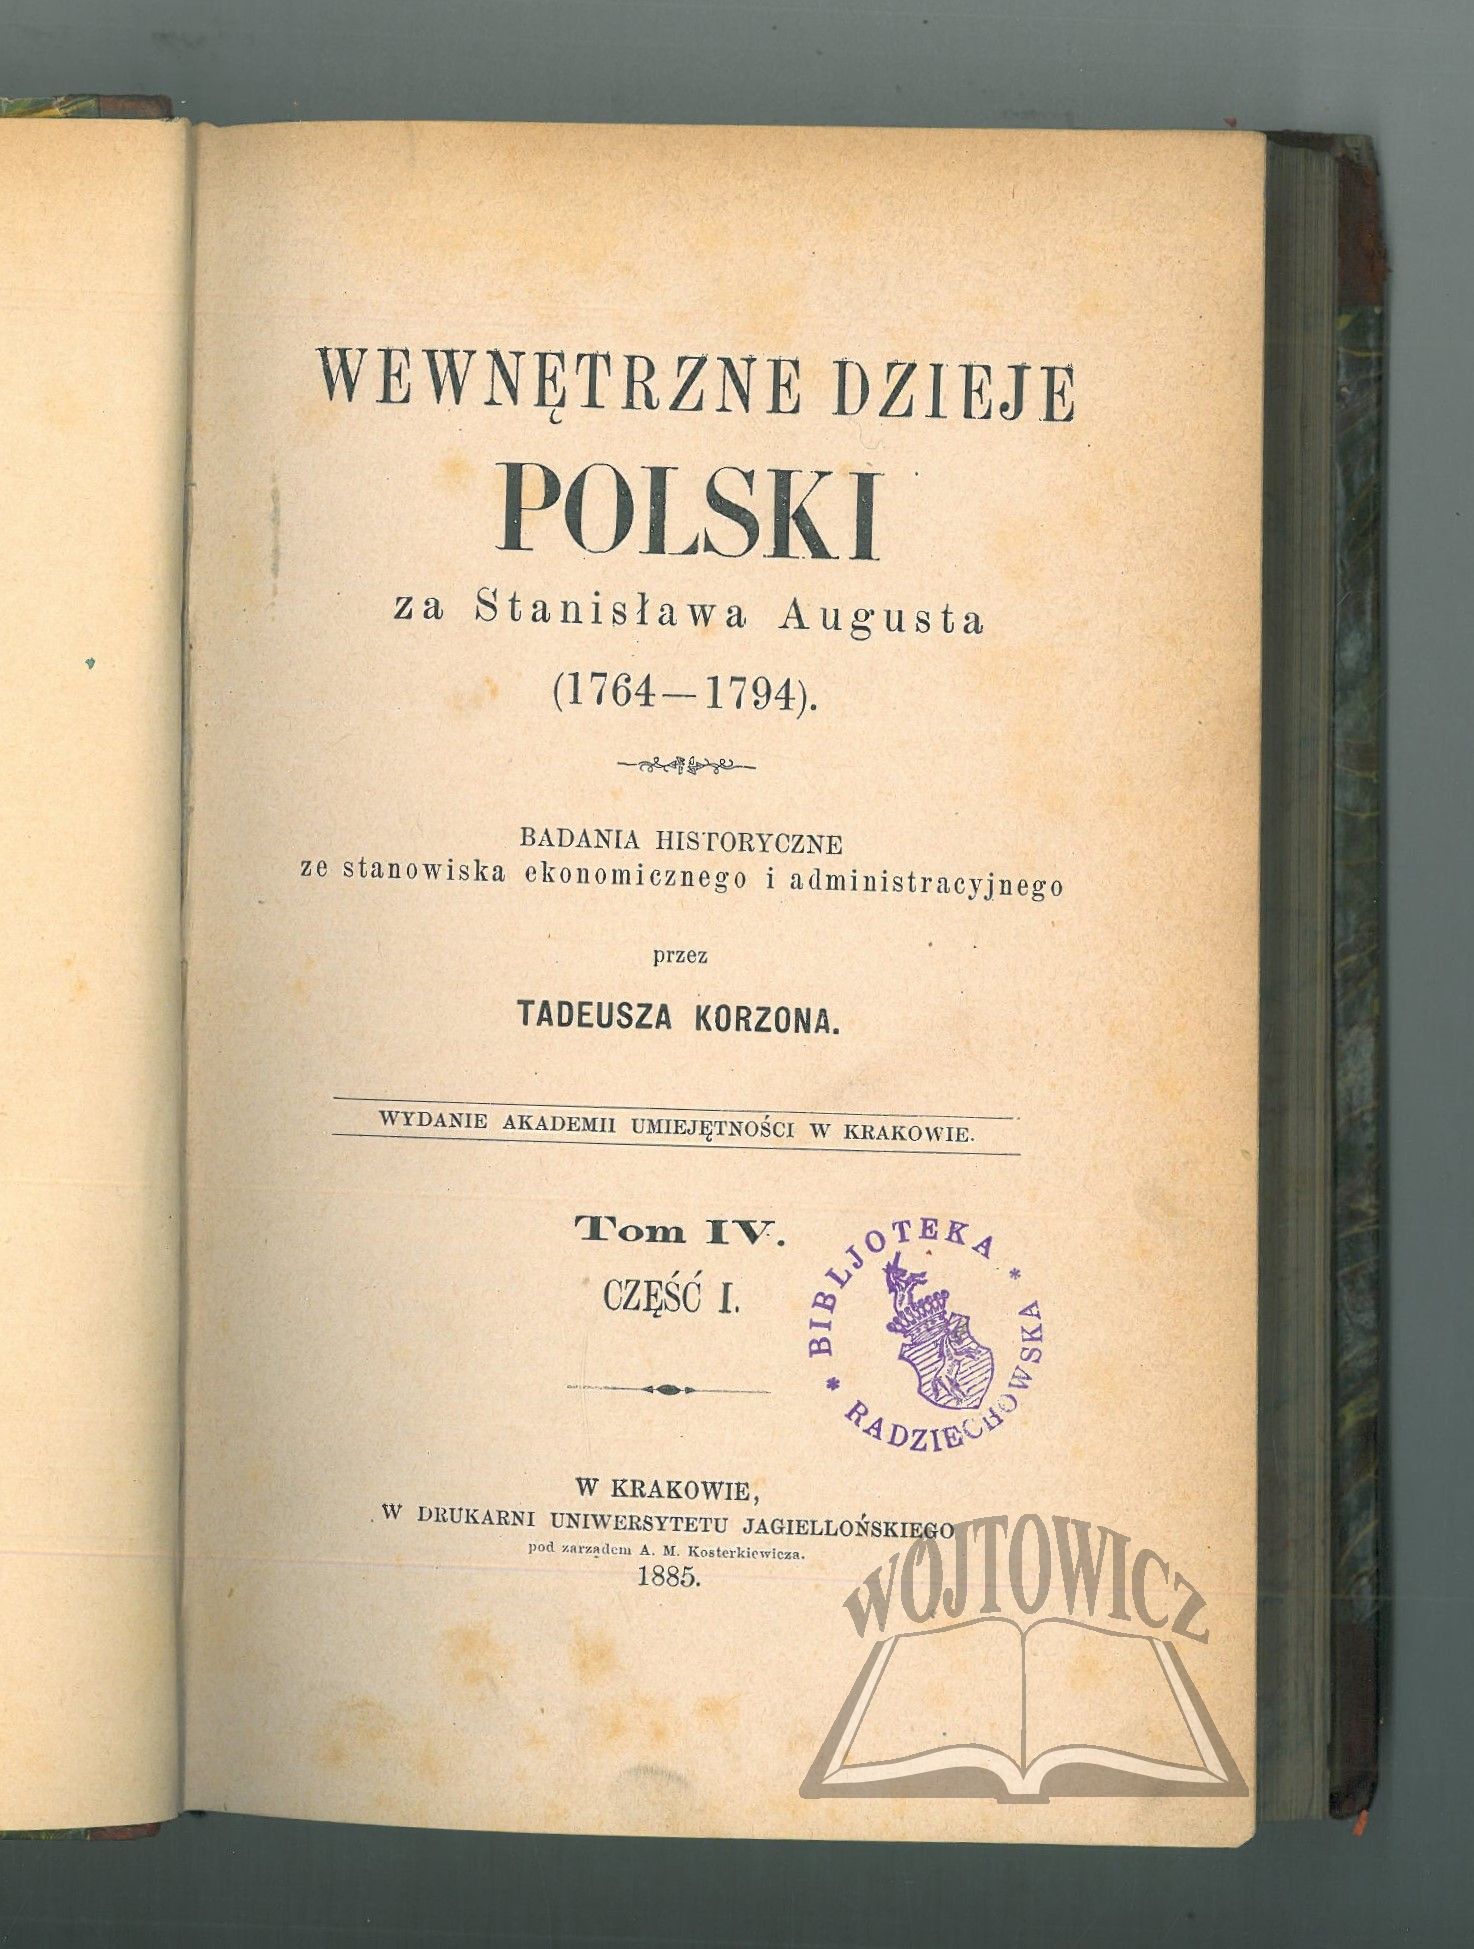 WEWNĘTRZNE DZIEJE
POLSKI
za Stanisława Augusta
(1764—1794).
BADANIA HISTORYCZNE
ze stanowiska ekonomicznego i administracyjnego
przez
TADEUSZA KORZONA.
WYDANIE AKADEMII UMIEJĘTNOŚCI W KRAKOWIE.
Tom IV.
CZĘŚĆ I.
* BIBLJOTEKA *
RADZIECHOWSKA
W KRAKOWIE,
W DRUKARNI UNIWERSYTETU JAGIELLOŃSKIEGO
pod zarządem A. M. Kosterkiewicza.
1885.
WÓJTOWICZ